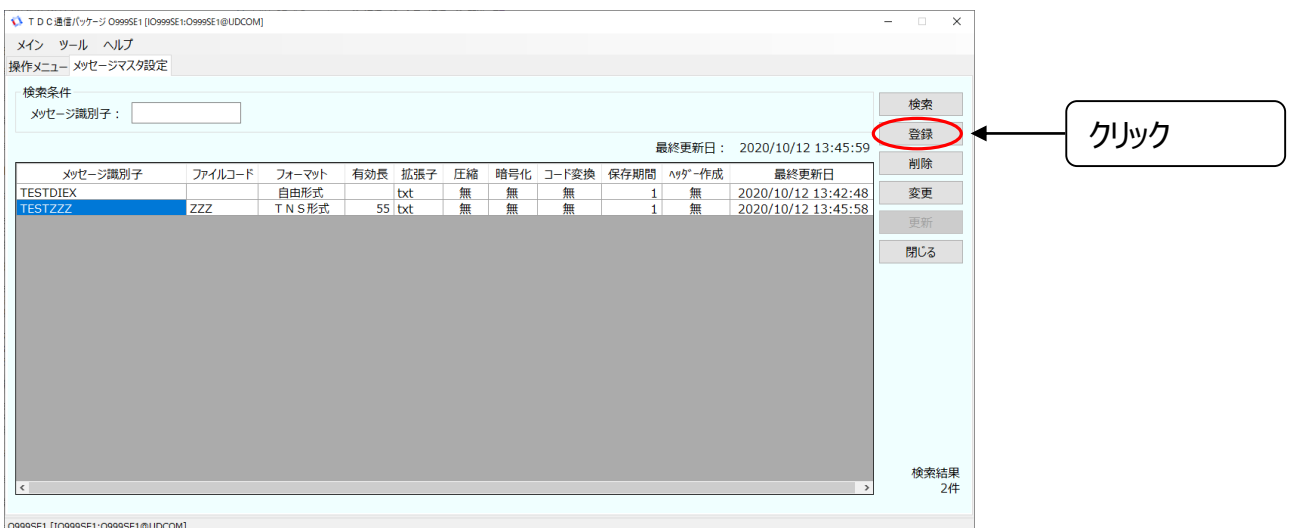 ＴＤＣ通信パッケージ O999SE1 [IO999SE1:O999SE1@UDCOM]
メイン ツール ヘルプ
操作メニュー メッセージマスタ設定
検索条件
メッセージ識別子：
検索
登録
クリック
最終更新日： 2020/10/12 13:45:59
削除
メッセージ識別子 ファイルコード フォーマット 有効長 拡張子 圧縮 暗号化 コード変換 保存期間 ﾍｯﾀﾞｰ作成 最終更新日
TESTDIEX 自由形式 txt 無 無 無 1 無 2020/10/12 13:42:48
変更
TESTZZZ ZZZ ＴＮＳ形式 55 txt 無 無 無 1 無 2020/10/12 13:45:58
更新
閉じる
検索結果
2件
O999SE1 [IO999SE1:O999SE1@UDCOM]